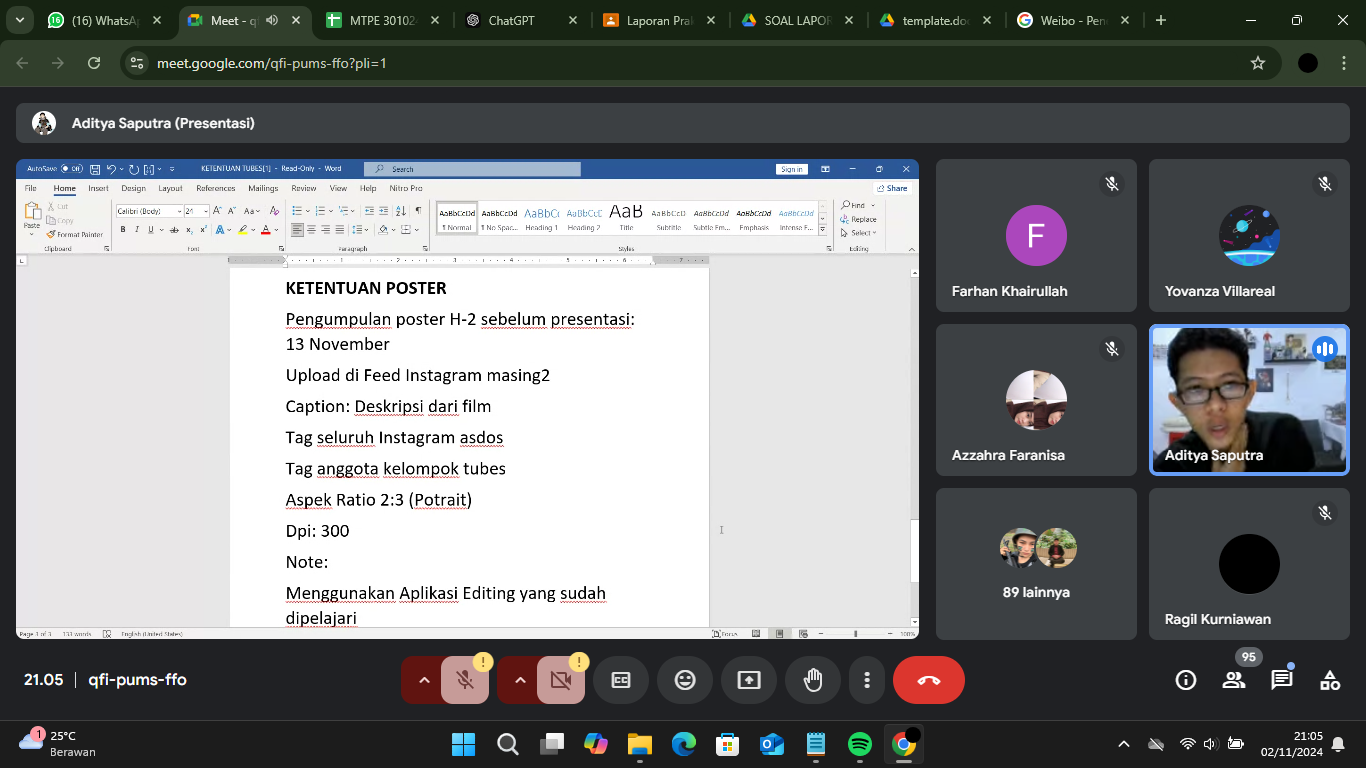 (16) WhatsA
Meet - qf
MTPE 30102
ChatGPT
Laporan Pra
SOAL LAPOR
template.do
Weibo - Pen
meet.google.com/qfi-pums-ffo?pli=1
Aditya Saputra (Presentasi)
AutoSave Off
KETENTUAN TUBES[1] - Read-Only - Word
Search
Sign in
File Home Insert Design Layout References Mailings Review View Help Nitro Pro
Share
Paste
Cut
Copy
Format Painter
Calibri (Body) 24
AaBbCcDd AaBbCcDd AaBbCc AaBbCcC AaB AaBbCcD AaBbCcDd AaBbCcDd AaBbCcDd
¶ Normal ¶ No Spac... Heading 1 Heading 2 Title Subtitle Subtle Em... Emphasis Intense E...
Find
Replace
Select
Clipboard Font Paragraph Styles Editing
KETENTUAN POSTER
Pengumpulan poster H-2 sebelum presentasi:
13 November
Upload di Feed Instagram masing2
Caption: Deskripsi dari film
Tag seluruh Instagram asdos
Tag anggota kelompok tubes
Aspek Ratio 2:3 (Potrait)
Dpi: 300
Note:
Menggunakan Aplikasi Editing yang sudah
dipelajari
Page 3 of 3 133 words English (United States)
Focus
100%
F
Farhan Khairullah
Yovanza Villareal
Azzahra Faranisa
Aditya Saputra
89 lainnya
Ragil Kurniawan
21.05 | qfi-pums-ffo
95
1
25°C
Berawan
21:05
02/11/2024